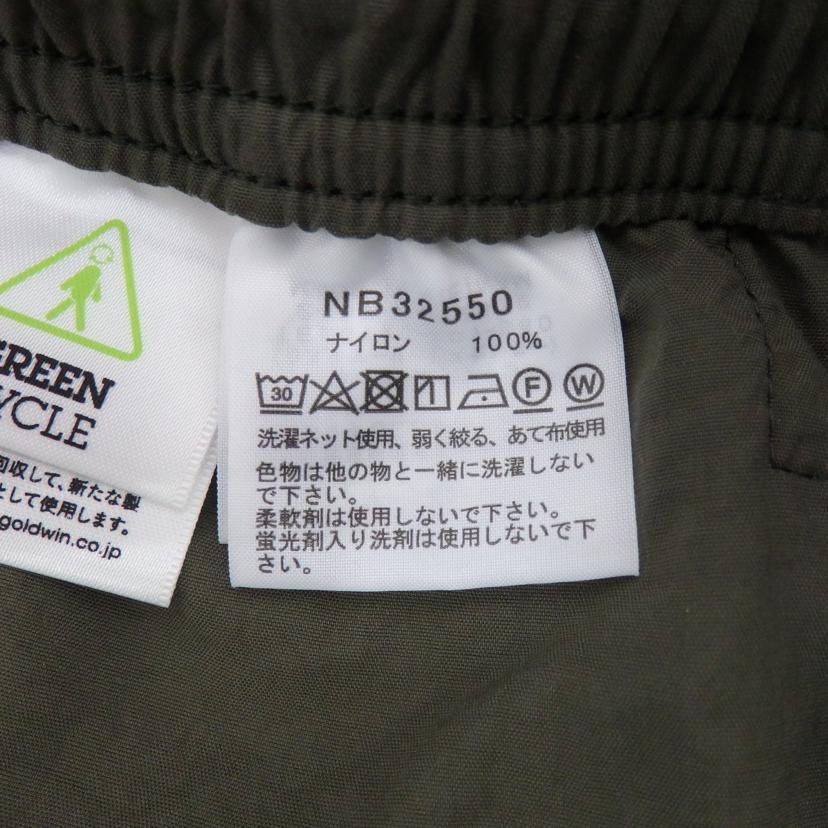 GREEN
YCLE
回収して、新たな製
として使用します。
goldwin.co.jp
NB32550
ナイロン 100%
30 F W
洗濯ネット使用、弱く絞る、あて布使用
色物は他の物と一緒に洗濯しない
で下さい。
柔軟剤は使用しないで下さい。
蛍光剤入り洗剤は使用しないで下
さい。